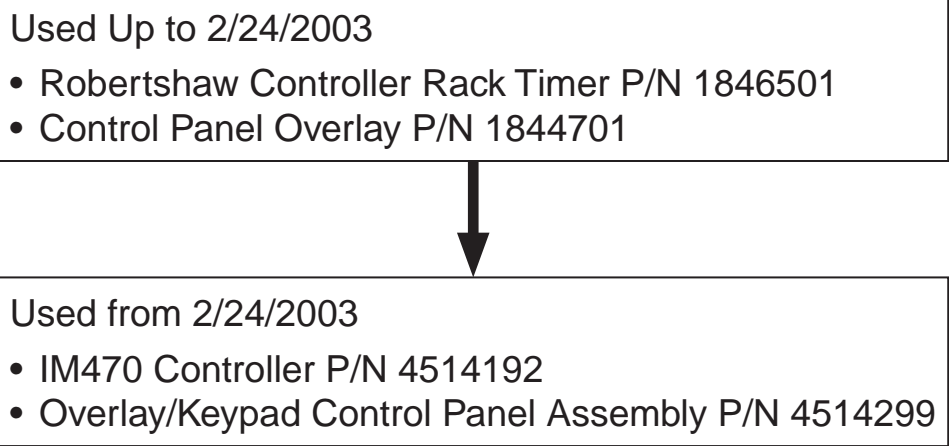 Used Up to 2/24/2003
• Robertshaw Controller Rack Timer P/N 1846501
• Control Panel Overlay P/N 1844701
Used from 2/24/2003
• IM470 Controller P/N 4514192
• Overlay/Keypad Control Panel Assembly P/N 4514299